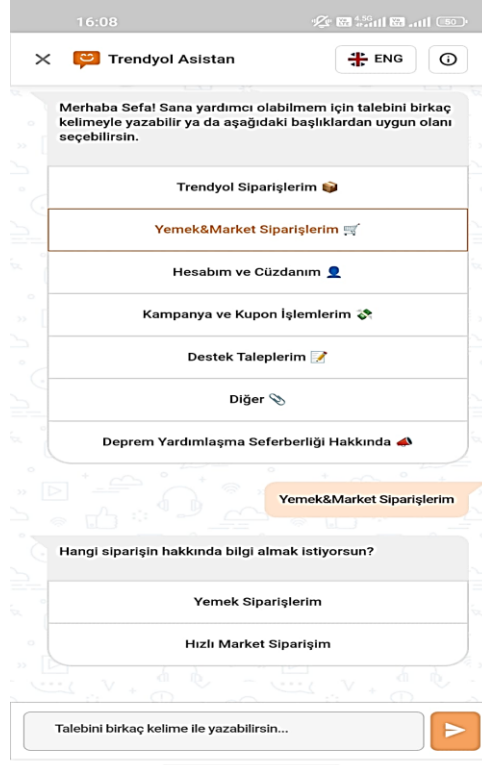 16:08
4,5G
50
Trendyol Asistan
ENG
Merhaba Sefa! Sana yardımcı olabilmem için talebini birkaç
kelimeyle yazabilir ya da aşağıdaki başlıklardan uygun olanı
seçebilirsin.
Trendyol Siparişlerim
Yemek&Market Siparişlerim
Hesabım ve Cüzdanım
Kampanya ve Kupon İşlemlerim
Destek Taleplerim
Diğer
Deprem Yardımlaşma Seferberliği Hakkında
Yemek&Market Siparişlerim
Hangi siparişin hakkında bilgi almak istiyorsun?
Yemek Siparişlerim
Hızlı Market Siparişim
Talebini birkaç kelime ile yazabilirsin...